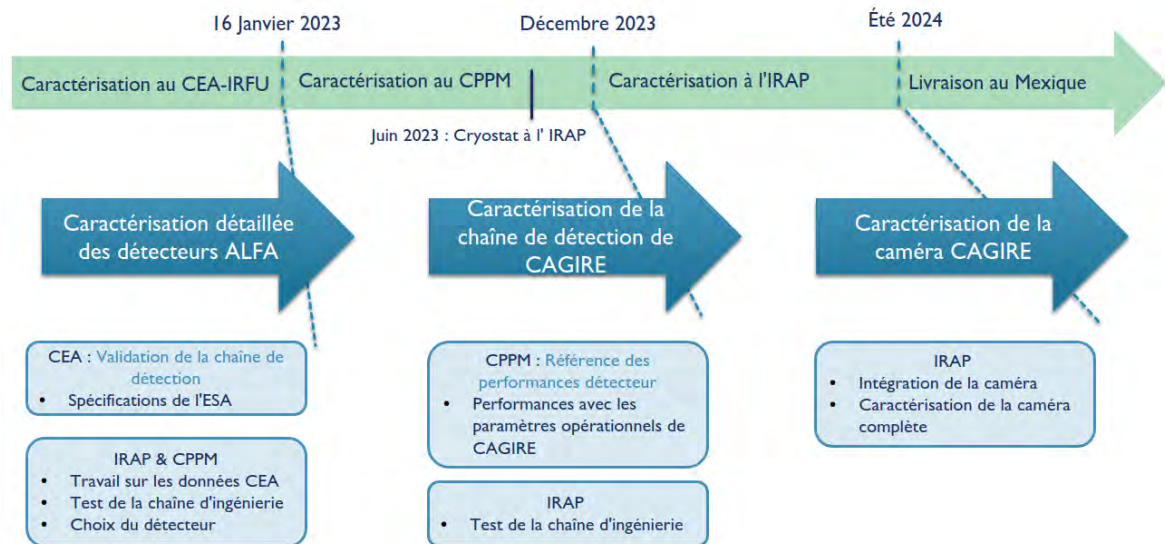 16 Janvier 2023
Décembre 2023
Été 2024
Caractérisation au CEA-IRFU
Caractérisation au CPPM
Caractérisation à l'IRAP
Livraison au Mexique
Juin 2023 : Cryostat à l' IRAP
Caractérisation détaillée
des détecteurs ALFA
Caractérisation de la
chaîne de détection de
CAGIRE
Caractérisation de la
caméra CAGIRE
CEA : Validation de la chaîne de
détection
• Spécifications de l'ESA
IRAP & CPPM
• Travail sur les données CEA
• Test de la chaîne d'ingénierie
• Choix du détecteur
CPPM : Référence des
performances détecteur
• Performances avec les
paramètres opérationnels de
CAGIRE
IRAP
• Test de la chaîne d'ingénierie
IRAP
• Intégration de la caméra
• Caractérisation de la caméra
complète